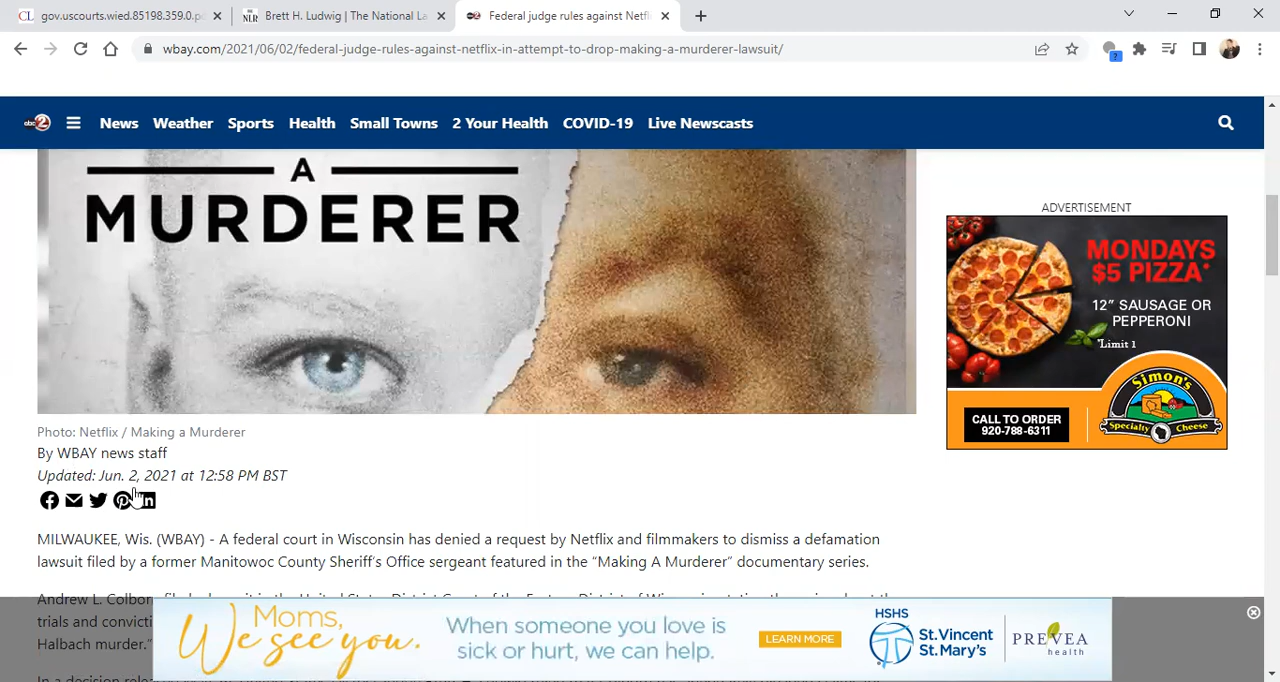 gov.uscourts.wied.85198.359.0.p
Brett H. Ludwig | The National La
Federal judge rules against Netfl
wbay.com/2021/06/02/federal-judge-rules-against-netflix-in-attempt-to-drop-making-a-murderer-lawsuit/
abc 2
News Weather Sports Health Small Towns 2 Your Health COVID-19 Live Newscasts
A
MURDERER
ADVERTISEMENT
MONDAYS
$5 PIZZA*
12" SAUSAGE OR
PEPPERONI
*Limit 1
CALL TO ORDER
920-788-6311
Simon's
Specialty Cheese
Photo: Netflix / Making a Murderer
By WBAY news staff
Updated: Jun. 2, 2021 at 12:58 PM BST
MILWAUKEE, Wis. (WBAY) - A federal court in Wisconsin has denied a request by Netflix and filmmakers to dismiss a defamation
lawsuit filed by a former Manitowoc County Sheriff's Office sergeant featured in the “Making A Murderer” documentary series.
Andrew L. Colbor
trials and convicti
Halbach murder.”
Moms,
We see you.
When someone you love is
sick or hurt, we can help.
LEARN MORE
HSHS
St.Vincent
St.Mary's
PREVEA
health